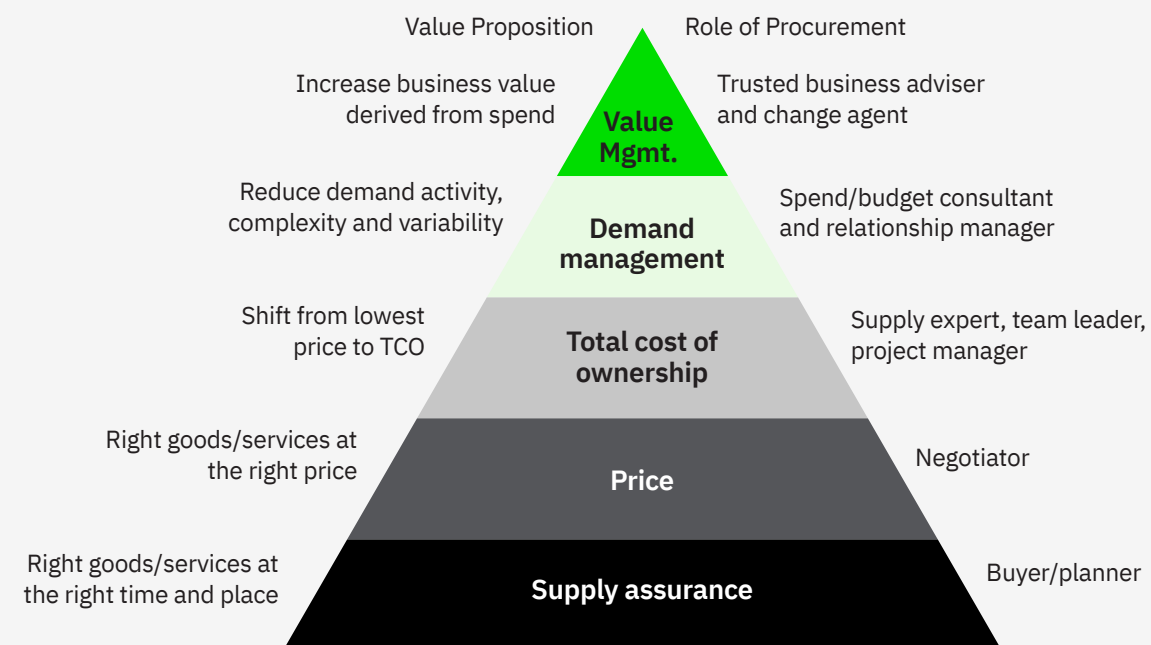 Value Proposition
Role of Procurement
Increase business value
derived from spend
Value
Mgmt.
Trusted business adviser
and change agent
Reduce demand activity,
complexity and variability
Demand
management
Spend/budget consultant
and relationship manager
Shift from lowest
price to TCO
Total cost of
ownership
Supply expert, team leader,
project manager
Right goods/services at
the right price
Price
Negotiator
Right goods/services at
the right time and place
Supply assurance
Buyer/planner